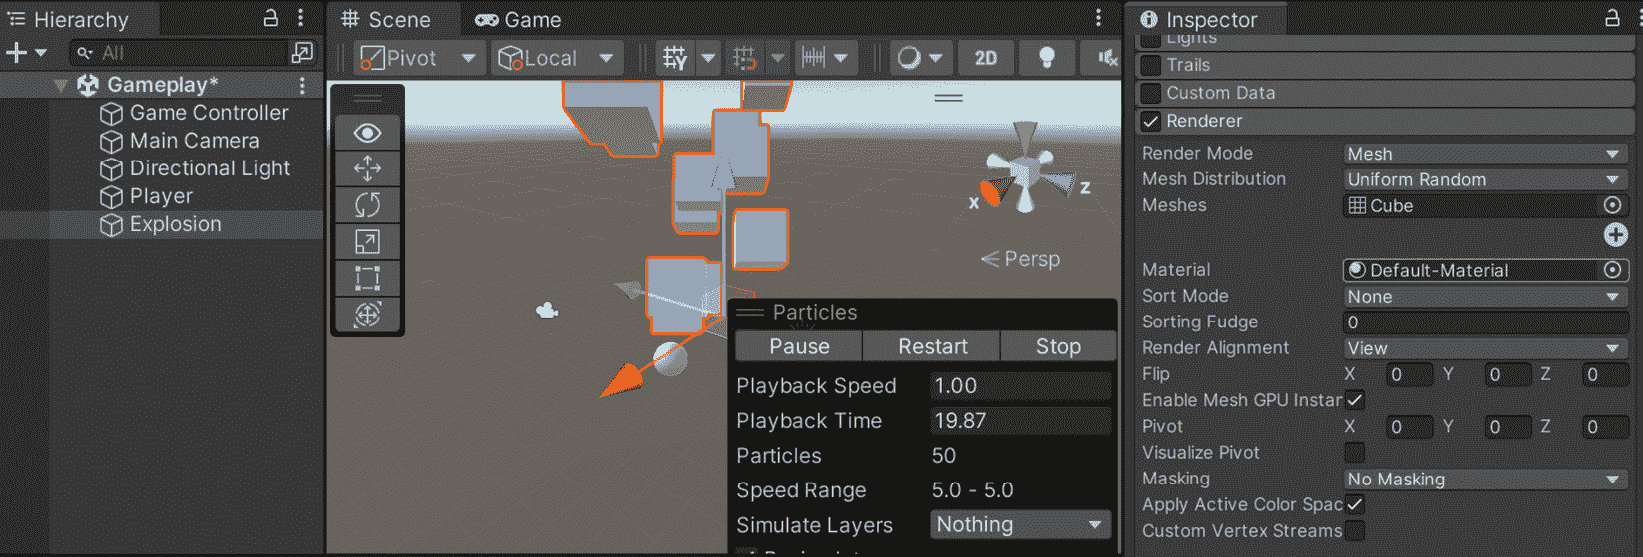 Hierarchy
All
Gameplay*
Game Controller
Main Camera
Directional Light
Player
Explosion
Scene
Game
Pivot
Local
2D
x
z
Persp
Particles
Pause Restart Stop
Playback Speed 1.00
Playback Time 19.87
Particles 50
Speed Range 5.0 - 5.0
Simulate Layers Nothing
Inspector
Lights
Trails
Custom Data
Renderer
Render Mode Mesh
Mesh Distribution Uniform Random
Meshes Cube
Material Default-Material
Sort Mode None
Sorting Fudge 0
Render Alignment View
Flip X 0 Y 0 Z 0
Enable Mesh GPU Instar
Pivot X 0 Y 0 Z 0
Visualize Pivot
Masking No Masking
Apply Active Color Spac
Custom Vertex Streams